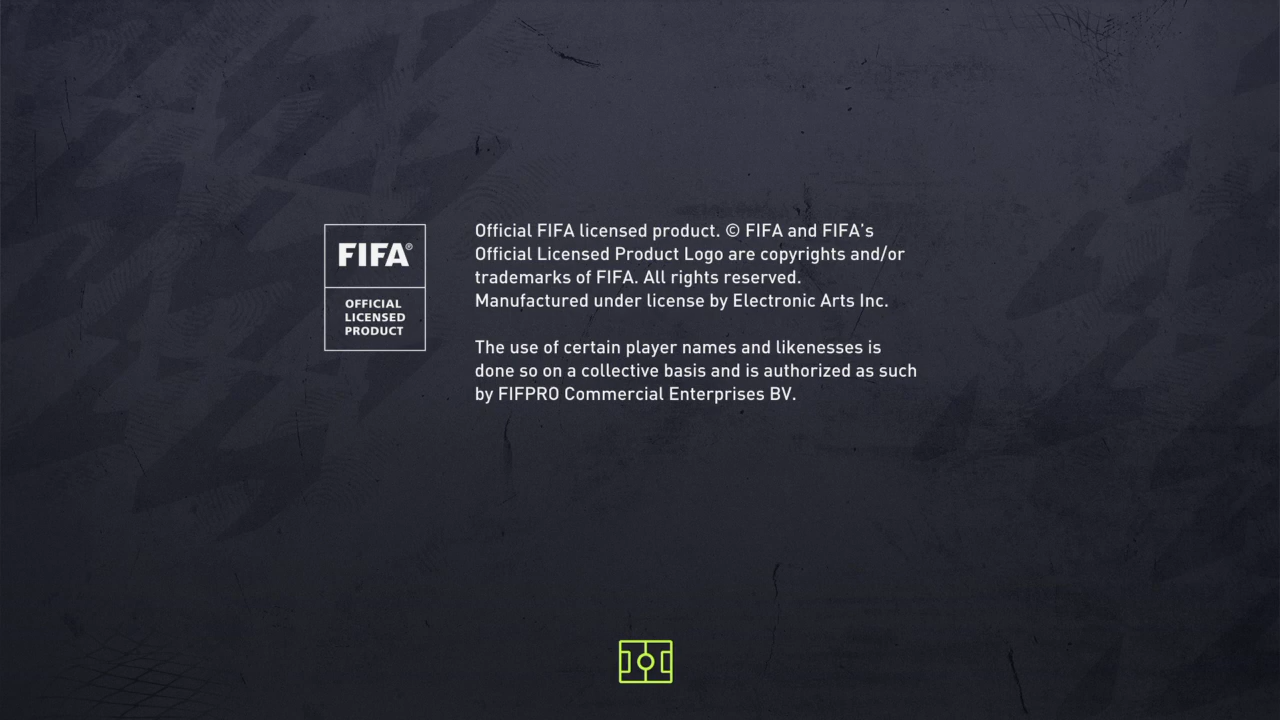 FIFA®
OFFICIAL
LICENSED
PRODUCT
Official FIFA licensed product. © FIFA and FIFA's
Official Licensed Product Logo are copyrights and/or
trademarks of FIFA. All rights reserved.
Manufactured under license by Electronic Arts Inc.
The use of certain player names and likenesses is
done so on a collective basis and is authorized as such
by FIFPRO Commercial Enterprises BV.